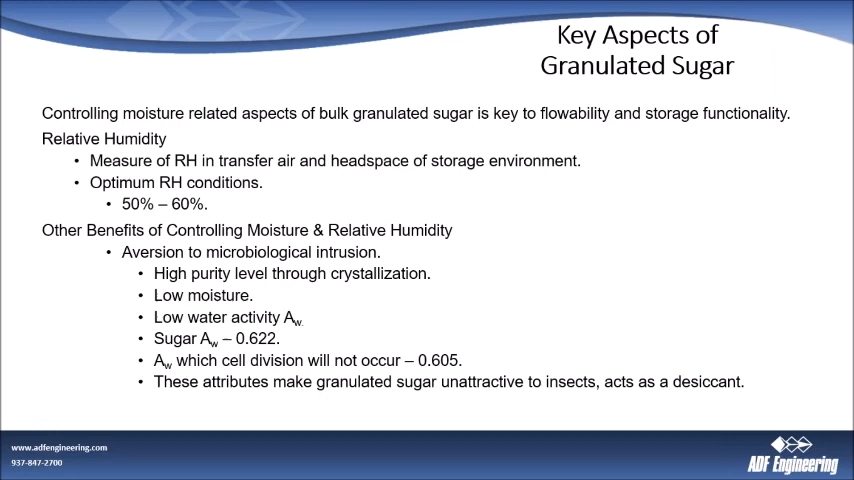 Key Aspects of
Granulated Sugar
Controlling moisture related aspects of bulk granulated sugar is key to flowability and storage functionality.
Relative Humidity
• Measure of RH in transfer air and headspace of storage environment.
• Optimum RH conditions.
• 50% – 60%.
Other Benefits of Controlling Moisture & Relative Humidity
• Aversion to microbiological intrusion.
• High purity level through crystallization.
• Low moisture.
• Low water activity Aw.
• Sugar Aw – 0.622.
• Aw which cell division will not occur – 0.605.
• These attributes make granulated sugar unattractive to insects, acts as a desiccant.
www.adfengineering.com
937-847-2700
ADF Engineering